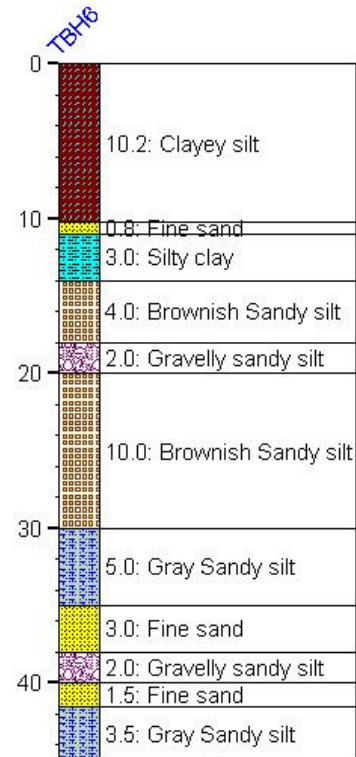 TBH6
0
10.2: Clayey silt
10
0.8: Fine sand
3.0: Silty clay
4.0: Brownish Sandy silt
2.0: Gravelly sandy silt
20
10.0: Brownish Sandy silt
30
5.0: Gray Sandy silt
3.0: Fine sand
2.0: Gravelly sandy silt
40
1.5: Fine sand
3.5: Gray Sandy silt